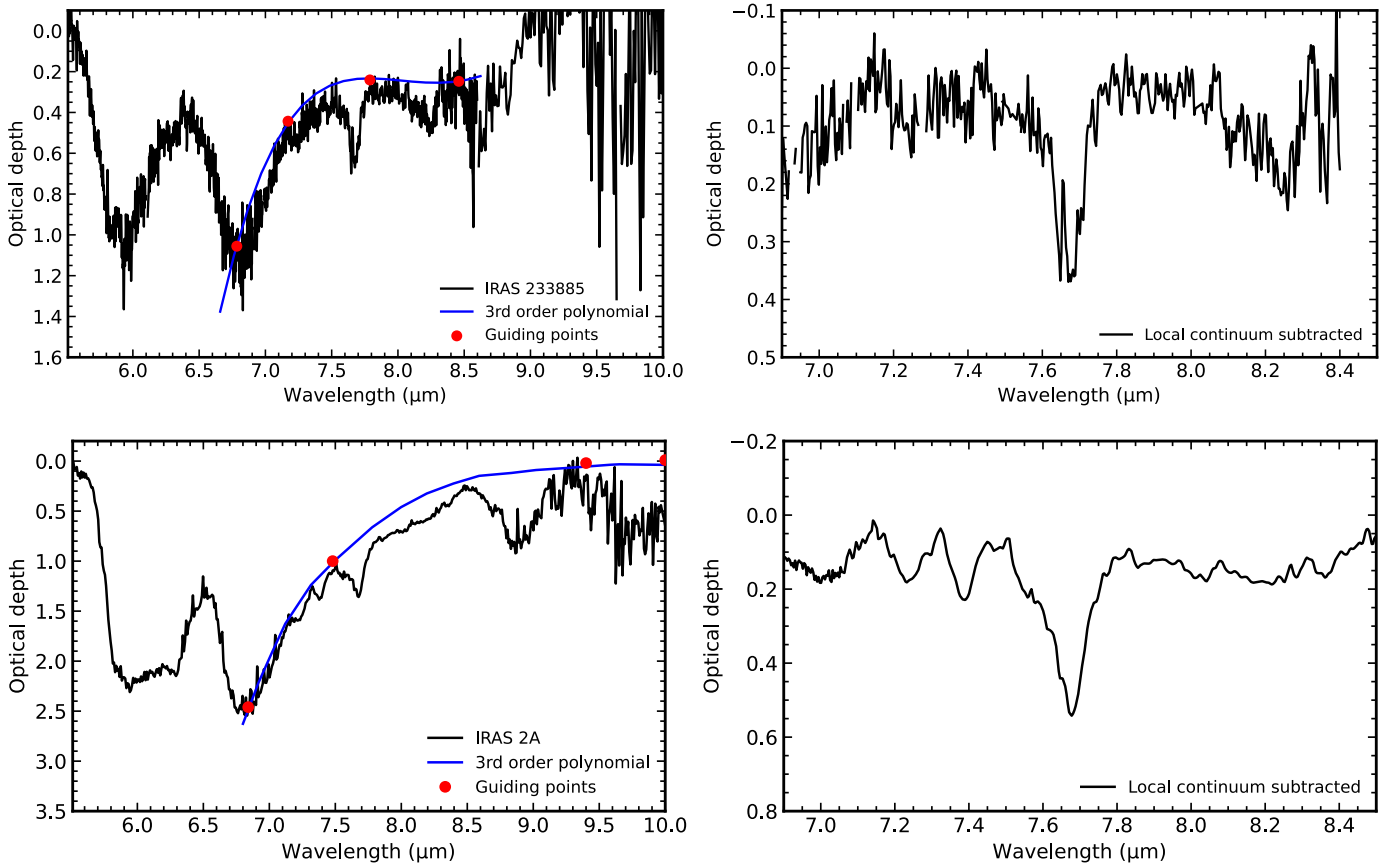 0.0
0.2
0.4
0.6
0.8
1.0
1.2
1.4
1.6
Optical depth
IRAS 233885
3rd order polynomial
Guiding points
6.0 6.5 7.0 7.5 8.0 8.5 9.0 9.5 10.0
Wavelength (μm)
−0.1
0.0
0.1
0.2
0.3
0.4
0.5
Optical depth
Local continuum subtracted
7.0 7.2 7.4 7.6 7.8 8.0 8.2 8.4
Wavelength (μm)
0.0
0.5
1.0
1.5
2.0
2.5
3.0
3.5
Optical depth
IRAS 2A
3rd order polynomial
Guiding points
6.0 6.5 7.0 7.5 8.0 8.5 9.0 9.5 10.0
Wavelength (μm)
−0.2
0.0
0.2
0.4
0.6
0.8
Optical depth
Local continuum subtracted
7.0 7.2 7.4 7.6 7.8 8.0 8.2 8.4
Wavelength (μm)